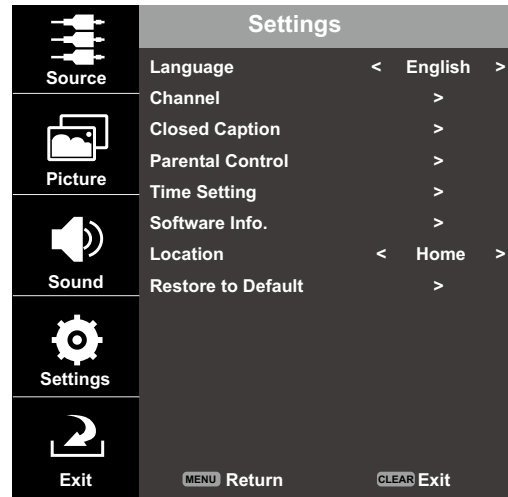 Source
Picture
Sound
Settings
Exit
Settings
Language < English >
Channel >
Closed Caption >
Parental Control >
Time Setting >
Software Info. >
Location < Home >
Restore to Default >
MENU Return CLEAR Exit